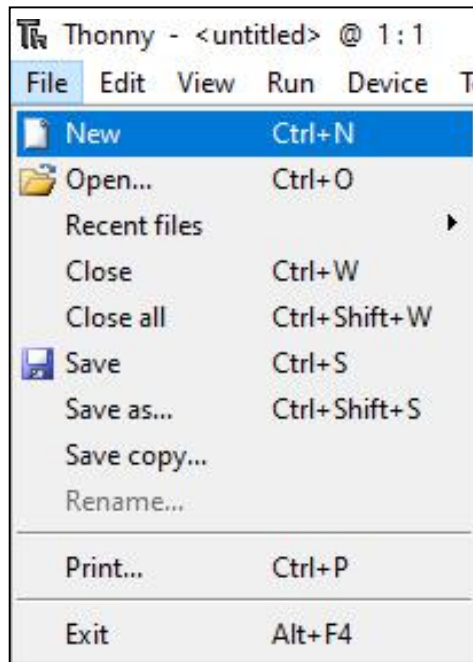 Thonny - <untitled> @ 1:1
File Edit View Run Device
New Ctrl+N
Open... Ctrl+O
Recent files
Close Ctrl+W
Close all Ctrl+Shift+W
Save Ctrl+S
Save as... Ctrl+Shift+S
Save copy...
Rename...
Print... Ctrl+P
Exit Alt+F4